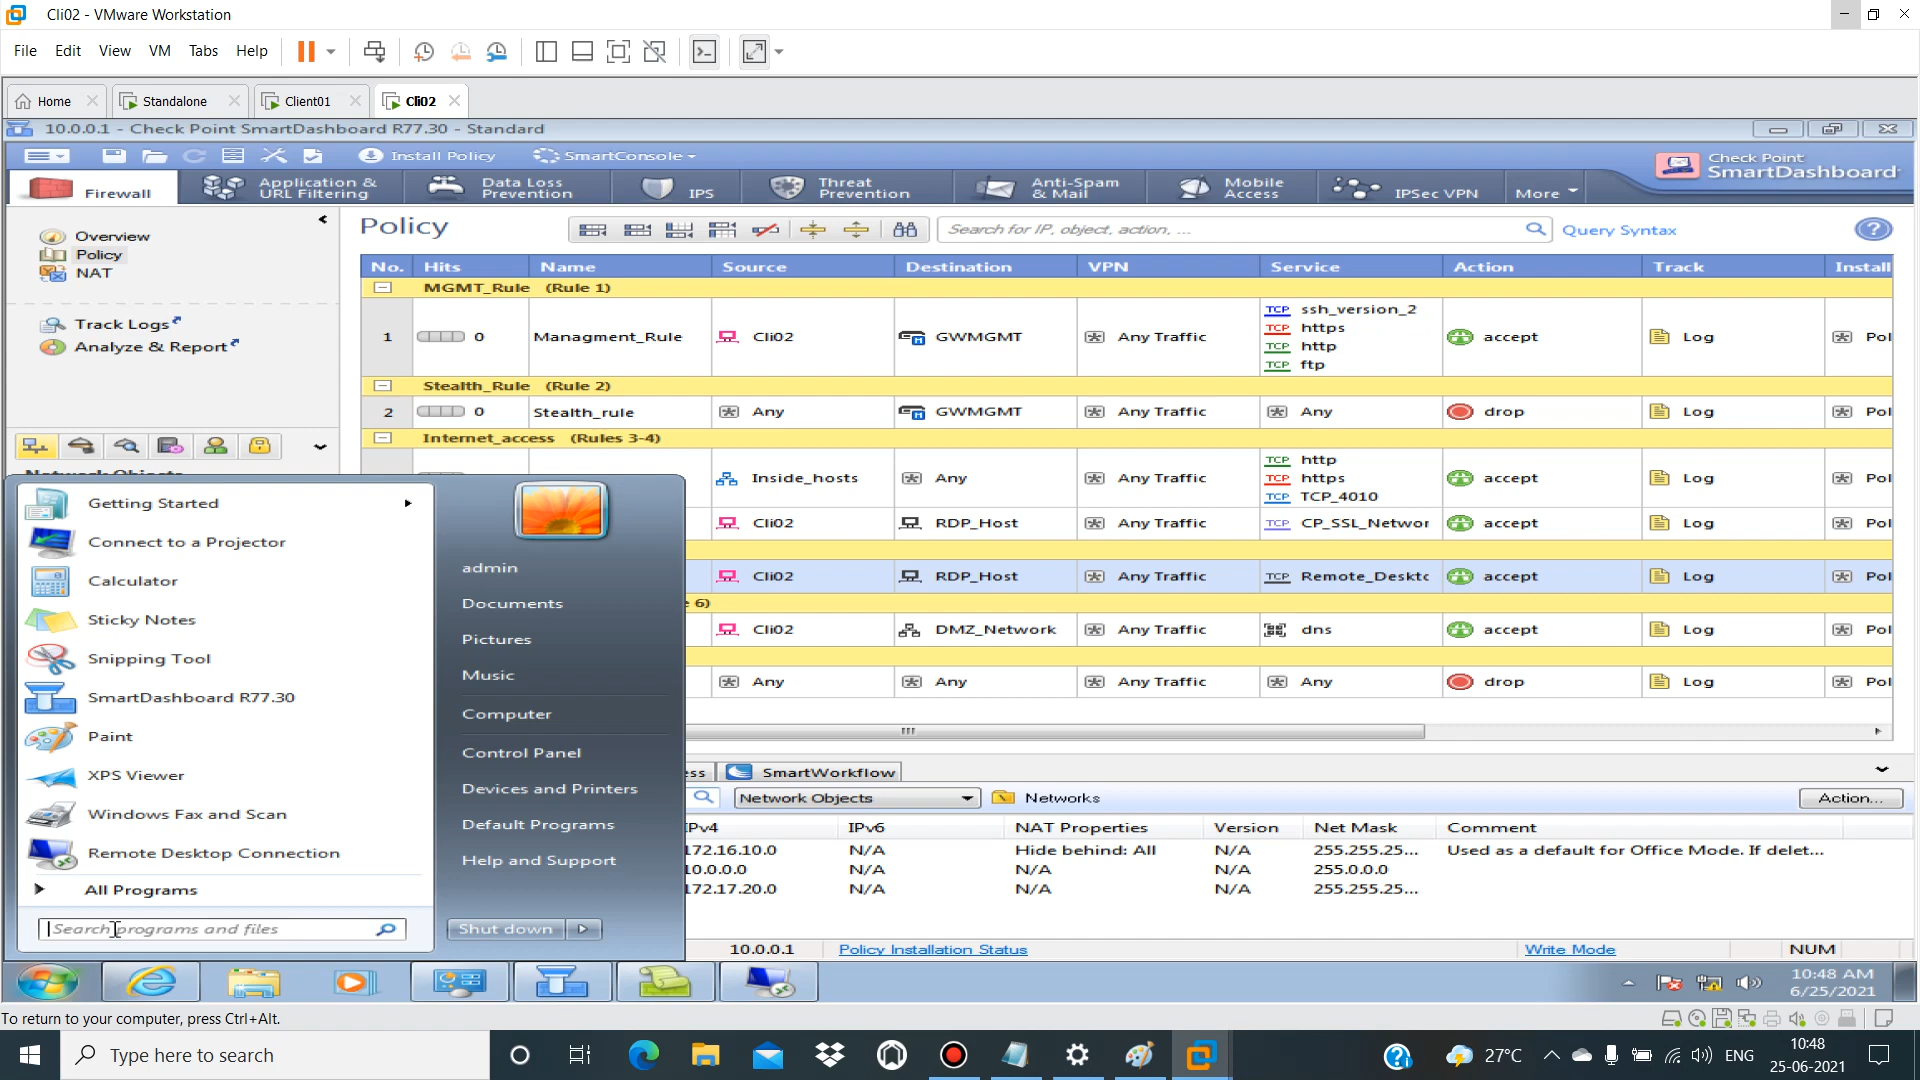 Cli02 - VMware Workstation
File Edit View VM Tabs Help
Home Standalone Client01 Cli02
10.0.0.1 - Check Point SmartDashboard R77.30 - Standard
Install Policy SmartConsole
Check Point
SmartDashboard
Firewall
Application &
URL Filtering
Data Loss
Prevention
IPS
Threat
Prevention
Anti-Spam
& Mail
Mobile
Access
IPSec VPN
More
Overview
Policy
NAT
Track Logs
Analyze & Report
Policy
Search for IP, object, action, ...
Query Syntax
?
No. Hits Name Source Destination VPN Service Action Track Install
MGMT_Rule (Rule 1)
1 0 Managment_Rule Cli02 GWMGMT Any Traffic
TCP ssh_version_2
TCP https
TCP http
TCP ftp
accept Log Pol
Stealth_Rule (Rule 2)
2 0 Stealth_rule Any GWMGMT Any Traffic Any drop Log Pol
Internet_access (Rules 3-4)
Inside_hosts Any Any Traffic
TCP http
TCP https
TCP TCP_4010
accept Log Pol
Cli02 RDP_Host Any Traffic TCP CP_SSL_Networ accept Log Pol
Cli02 RDP_Host Any Traffic TCP Remote_Deskto accept Log Pol
6)
Cli02 DMZ_Network Any Traffic dns accept Log Pol
Any Any Any Traffic Any drop Log Pol
Getting Started
Connect to a Projector
Calculator
Sticky Notes
Snipping Tool
SmartDashboard R77.30
Paint
XPS Viewer
Windows Fax and Scan
Remote Desktop Connection
All Programs
Search programs and files
admin
Documents
Pictures
Music
Computer
Control Panel
Devices and Printers
Default Programs
Help and Support
Shut down
ss SmartWorkflow
Network Objects Networks Action...
IPv4 IPv6 NAT Properties Version Net Mask Comment
172.16.10.0 N/A Hide behind: All N/A 255.255.25... Used as a default for Office Mode. If delet...
10.0.0.0 N/A N/A N/A 255.0.0.0
172.17.20.0 N/A N/A N/A 255.255.25...
10.0.0.1 Policy Installation Status Write Mode NUM
10:48 AM
6/25/2021
To return to your computer, press Ctrl+Alt.
Type here to search
27°C ENG
10:48
25-06-2021